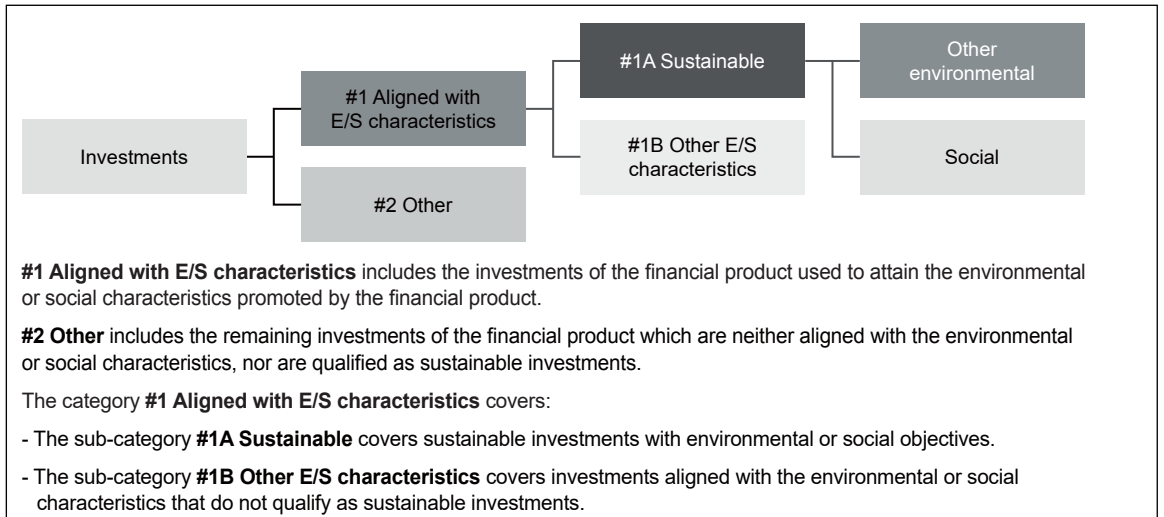 Investments
#1 Aligned with
E/S characteristics
#2 Other
#1A Sustainable
#1B Other E/S
characteristics
Other
environmental
Social
#1 Aligned with E/S characteristics includes the investments of the financial product used to attain the environmental
or social characteristics promoted by the financial product.
#2 Other includes the remaining investments of the financial product which are neither aligned with the environmental
or social characteristics, nor are qualified as sustainable investments.
The category #1 Aligned with E/S characteristics covers:
- The sub-category #1A Sustainable covers sustainable investments with environmental or social objectives.
- The sub-category #1B Other E/S characteristics covers investments aligned with the environmental or social
characteristics that do not qualify as sustainable investments.